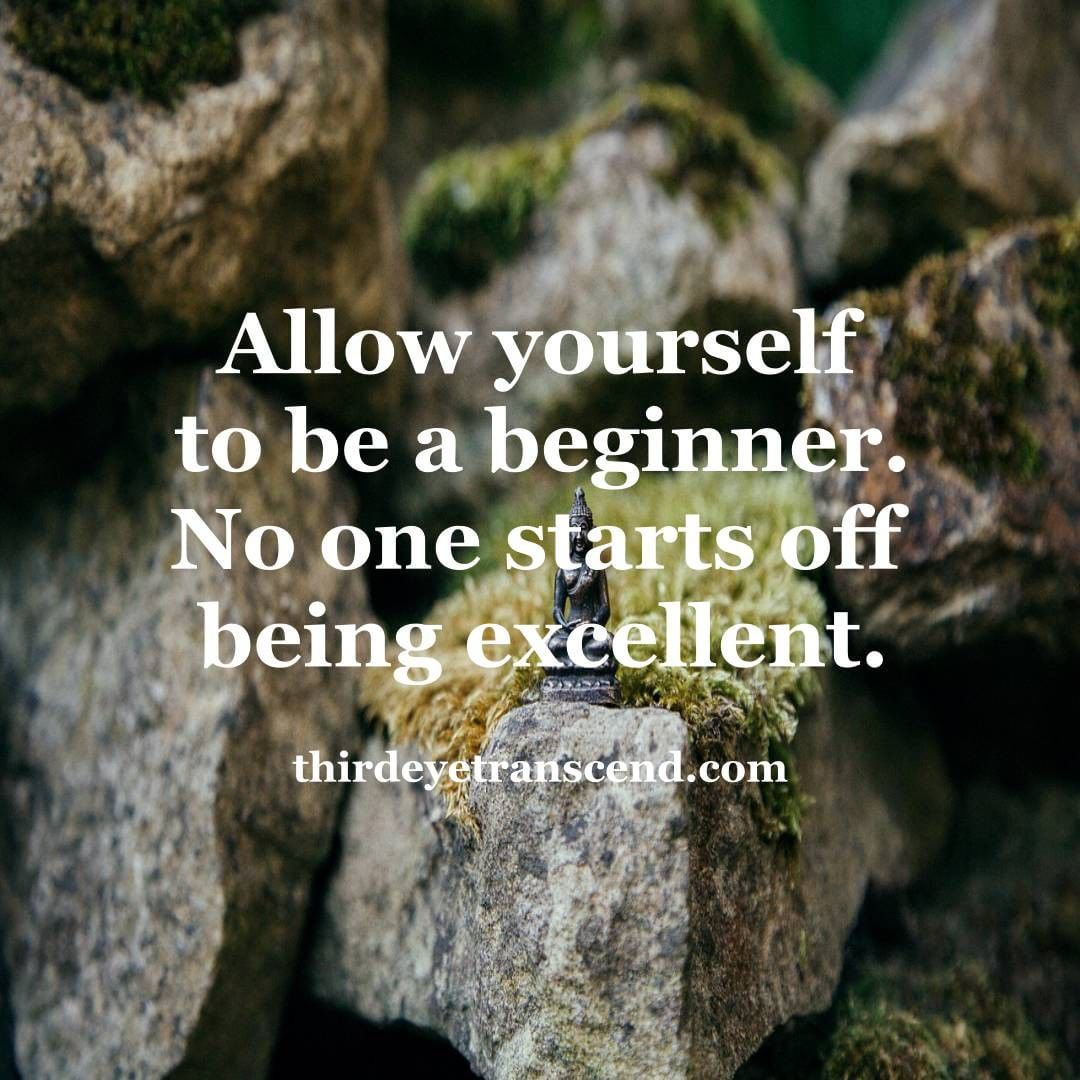 Allow yourself
to be a beginner.
No one starts off
being excellent.
thirdeyetranscend.com